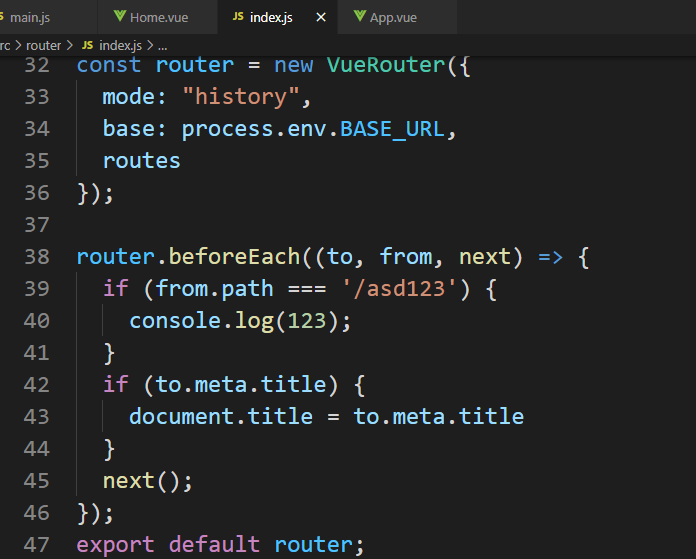 JS main.js Home.vue JS index.js × App.vue
rc > router > JS index.js > ...
32 const router = new VueRouter({
33 mode: "history",
34 base: process.env.BASE_URL,
35 routes
36 });
37
38 router.beforeEach((to, from, next) => {
39 if (from.path === '/asd123') {
40 console.log(123);
41 }
42 if (to.meta.title) {
43 document.title = to.meta.title
44 }
45 next();
46 });
47 export default router;